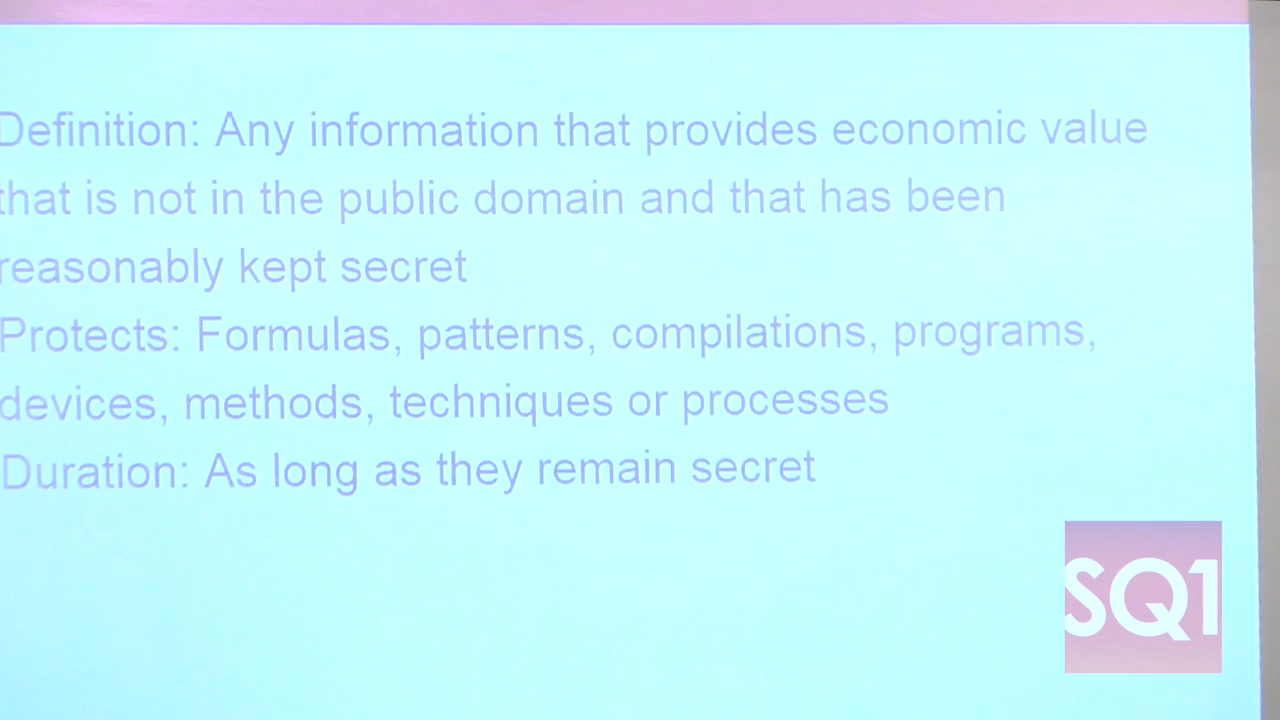 Definition: Any information that provides economic value
that is not in the public domain and that has been
reasonably kept secret
Protects: Formulas, patterns, compilations, programs,
devices, methods, techniques or processes
Duration: As long as they remain secret
SQ1